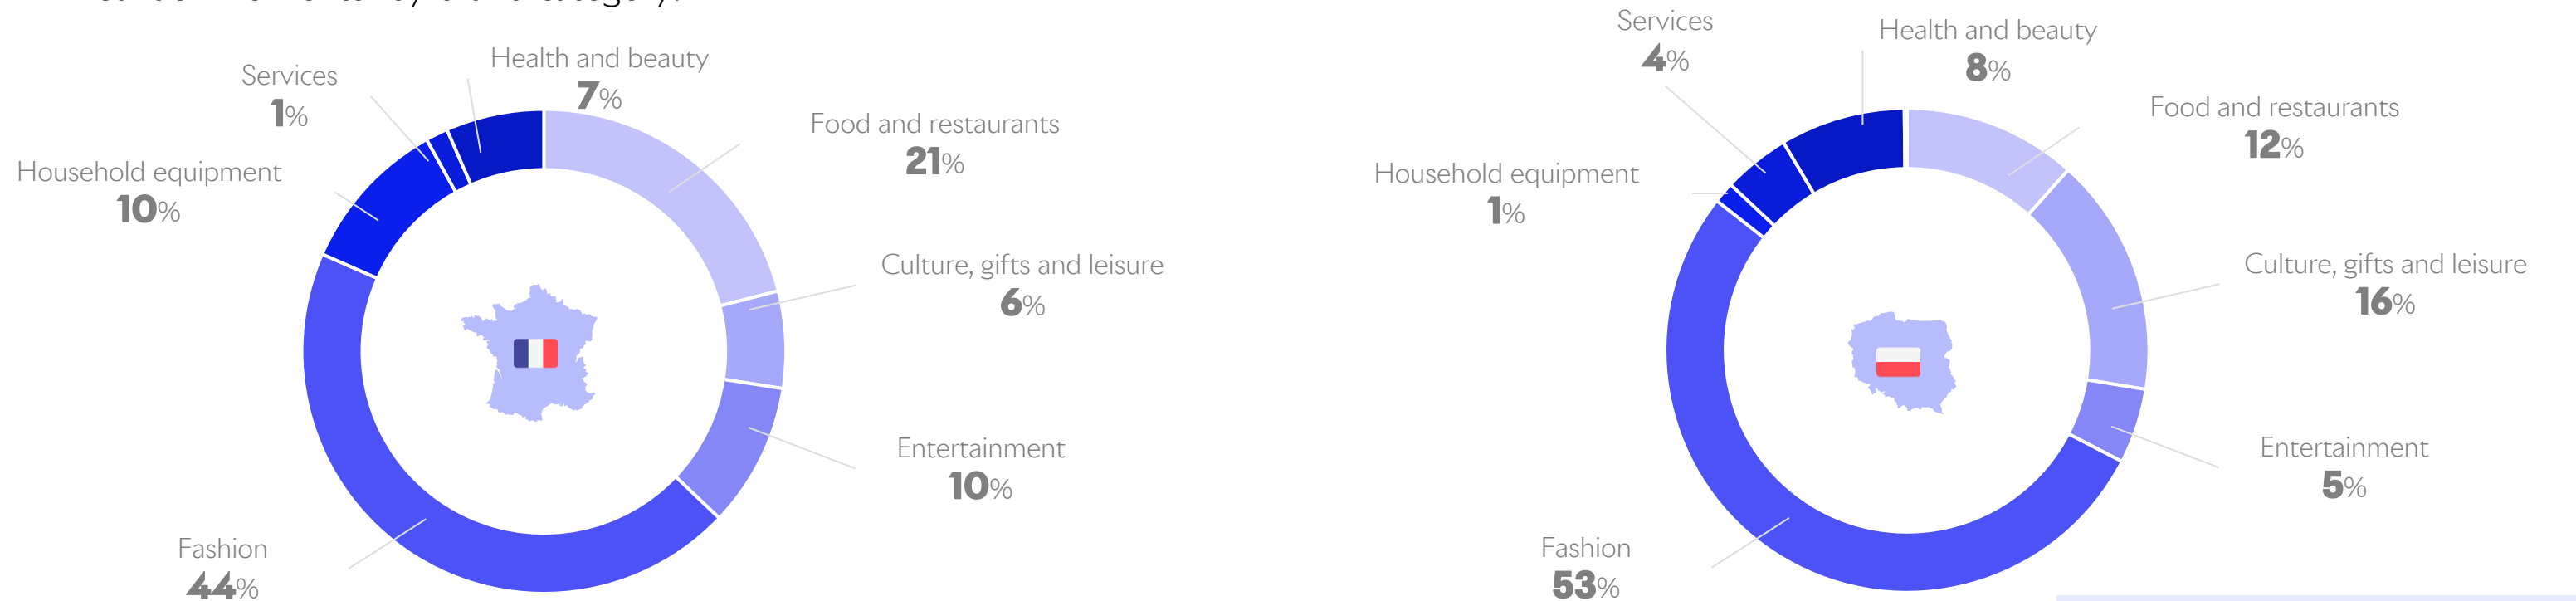 Health and beauty
7%
Services
1%
Food and restaurants
21%
Household equipment
10%
Culture, gifts and leisure
6%
Entertainment
10%
Fashion
44%
Services
4%
Health and beauty
8%
Food and restaurants
12%
Household equipment
1%
Culture, gifts and leisure
16%
Entertainment
5%
Fashion
53%